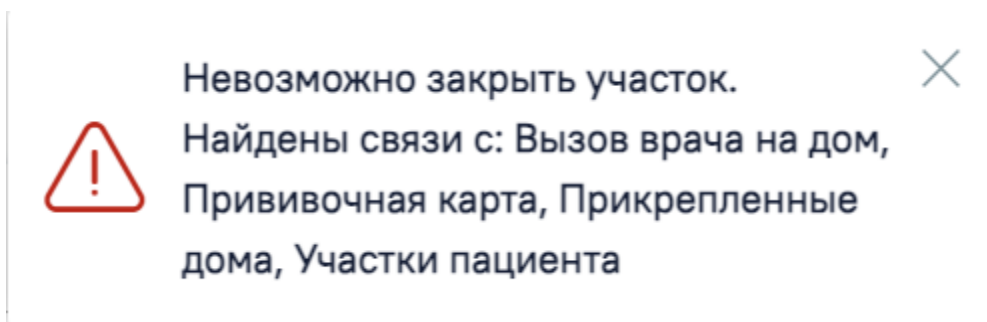 Невозможно закрыть участок.
Найдены связи с: Вызов врача на дом,
Прививочная карта, Прикрепленные
дома, Участки пациента